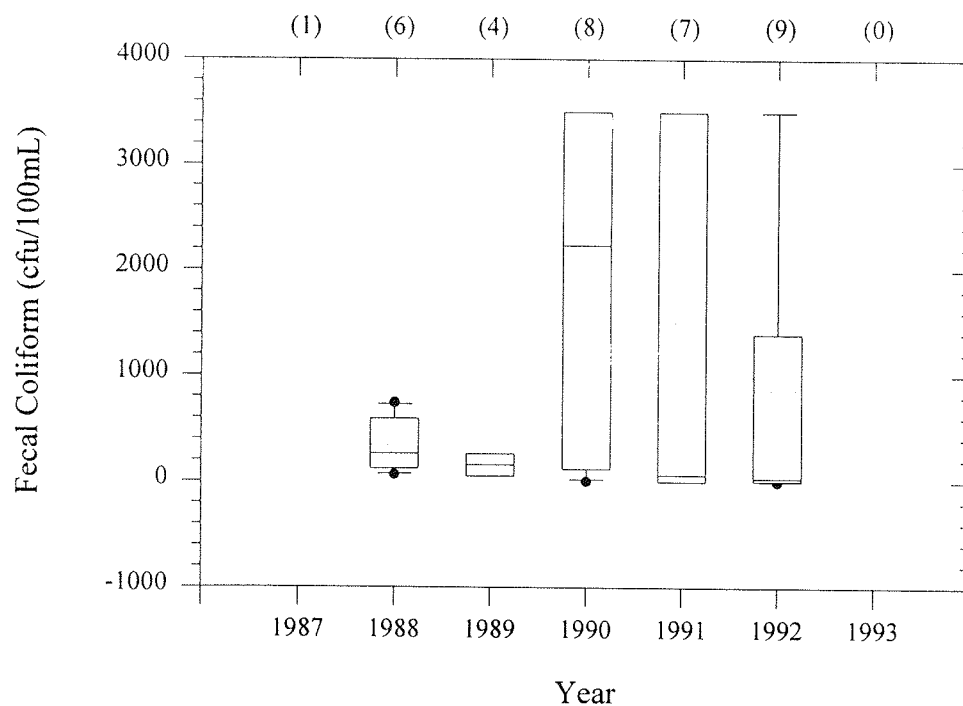 (1) (6) (4) (8) (7) (9) (0)
4000
3000
2000
1000
0
-1000
Fecal Coliform (cfu/100mL)
1987 1988 1989 1990 1991 1992 1993
Year